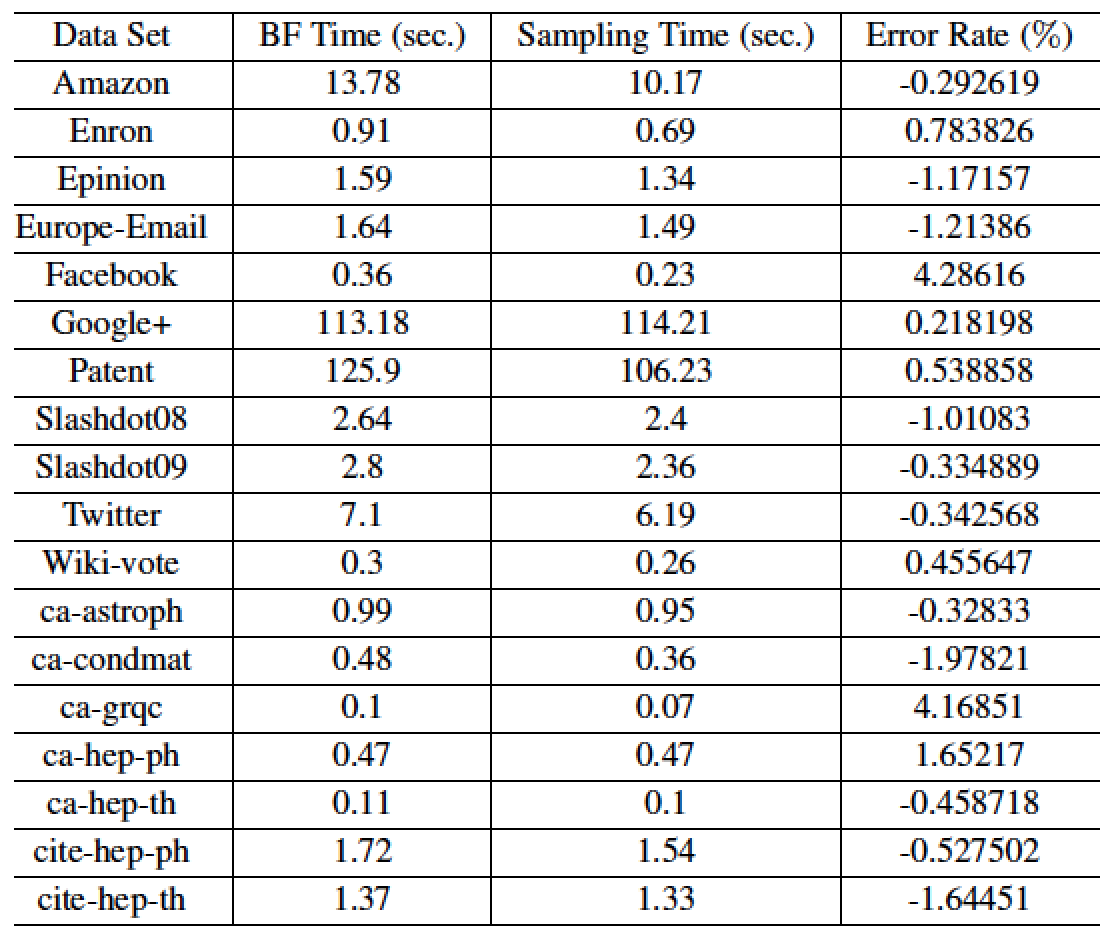 Data Set BF Time (sec.) Sampling Time (sec.) Error Rate (%)
Amazon 13.78 10.17 -0.292619
Enron 0.91 0.69 0.783826
Epinion 1.59 1.34 -1.17157
Europe-Email 1.64 1.49 -1.21386
Facebook 0.36 0.23 4.28616
Google+ 113.18 114.21 0.218198
Patent 125.9 106.23 0.538858
Slashdot08 2.64 2.4 -1.01083
Slashdot09 2.8 2.36 -0.334889
Twitter 7.1 6.19 -0.342568
Wiki-vote 0.3 0.26 0.455647
ca-astroph 0.99 0.95 -0.32833
ca-condmat 0.48 0.36 -1.97821
ca-grqc 0.1 0.07 4.16851
ca-hep-ph 0.47 0.47 1.65217
ca-hep-th 0.11 0.1 -0.458718
cite-hep-ph 1.72 1.54 -0.527502
cite-hep-th 1.37 1.33 -1.64451